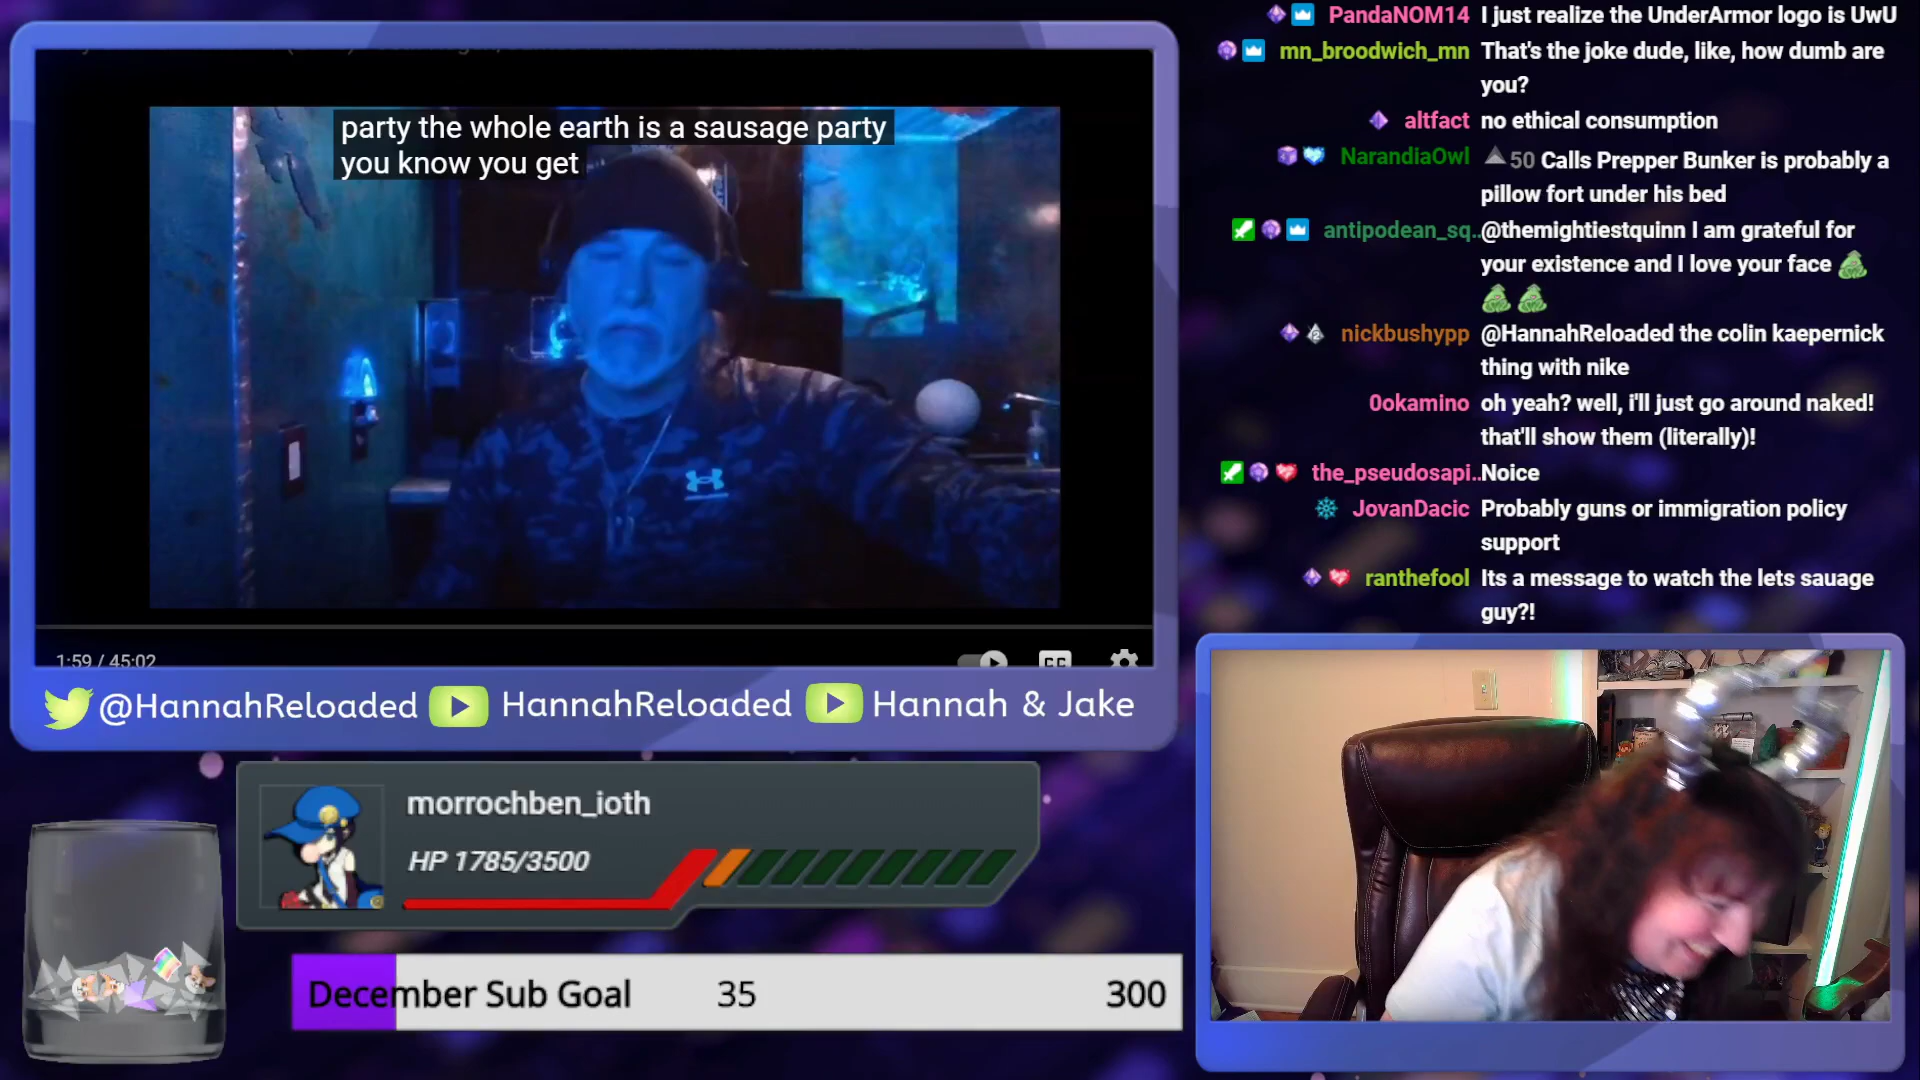 party the whole earth is a sausage party
you know you get
1:59 / 45:02
CC
@HannahReloaded HannahReloaded Hannah & Jake
morrochben_ioth
HP 1785/3500
December Sub Goal 35 300
PandaNOM14 I just realize the UnderArmor logo is UwU
mn_broodwich_mn That's the joke dude, like, how dumb are
you?
altfact no ethical consumption
NarandiaOwl 50 Calls Prepper Bunker is probably a
pillow fort under his bed
antipodean_sq.. @themightiestquinn I am grateful for
your existence and I love your face
nickbushypp @HannahReloaded the colin kaepernick
thing with nike
0okamino oh yeah? well, i'll just go around naked!
that'll show them (literally)!
the_pseudosapi.. Noice
JovanDacic Probably guns or immigration policy
support
ranthefool Its a message to watch the lets sauage
guy?!